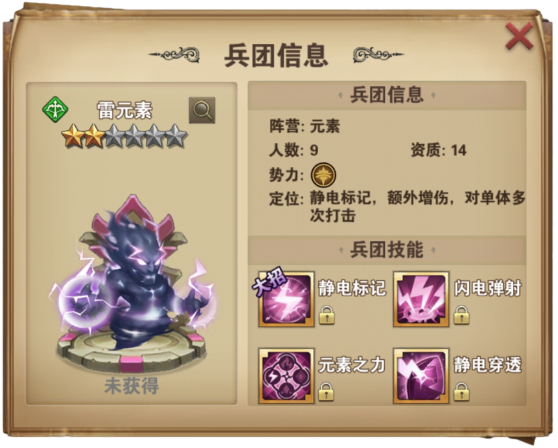 兵团信息
雷元素
未获得
兵团信息
阵营: 元素
人数: 9 资质: 14
势力:
定位: 静电标记，额外增伤，对单体多
次打击
兵团技能
大招 静电标记 闪电弹射
元素之力 静电穿透